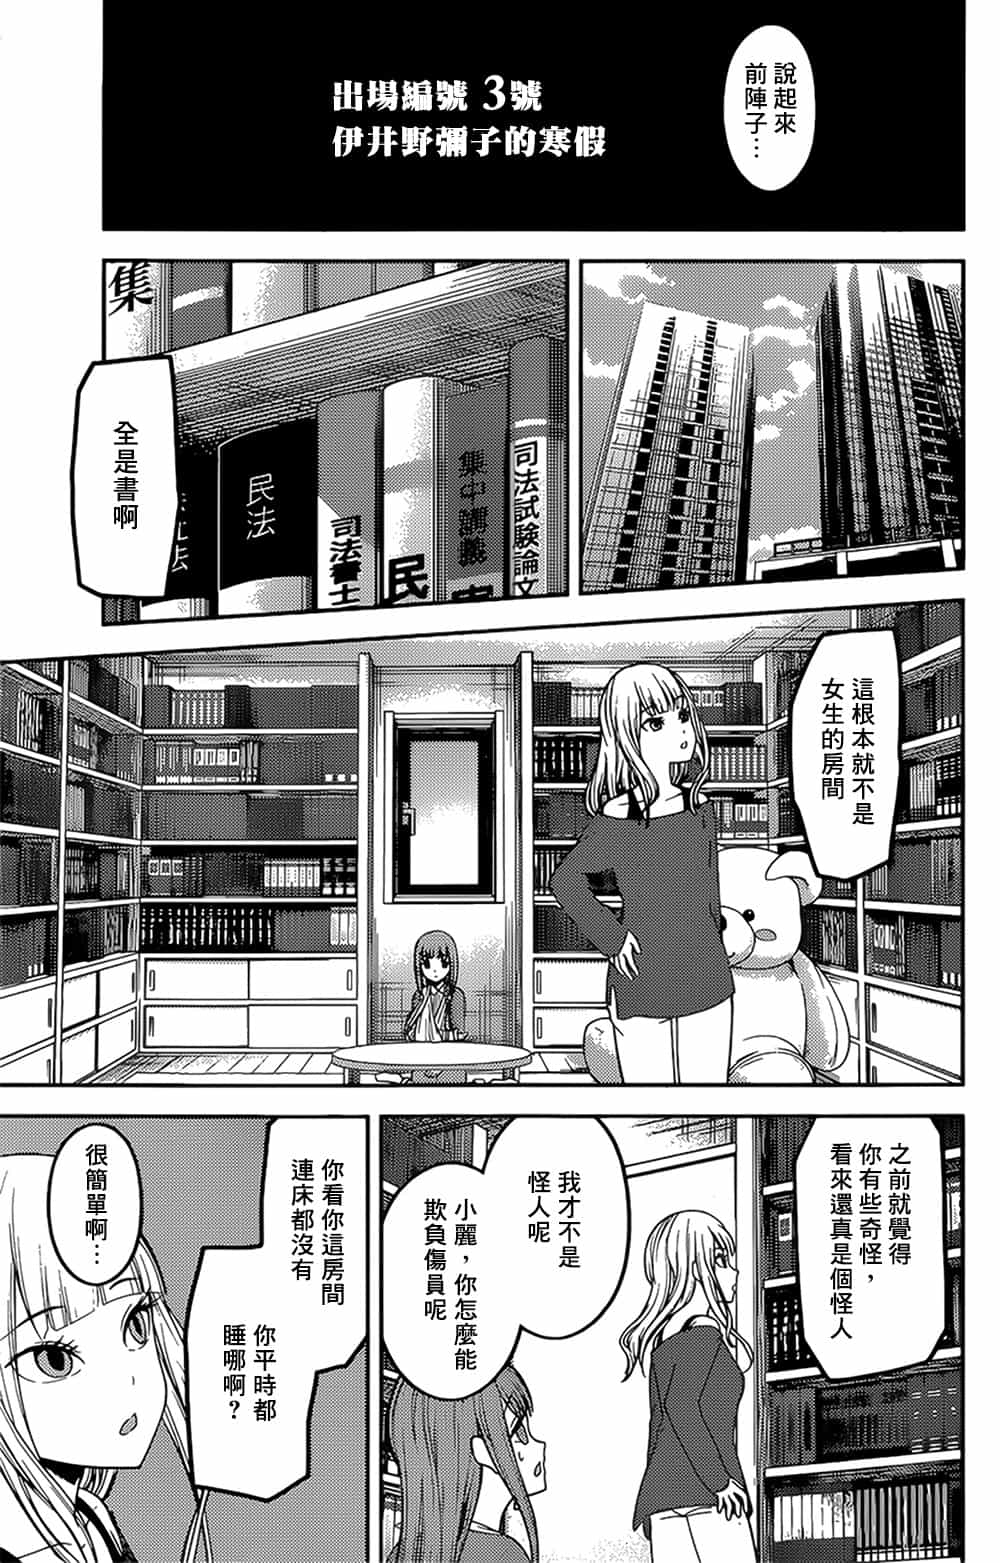 說起來
前陣子…
出場編號 3號
伊井野彌子的寒假
集
司法試驗論文
集中講義
民
司法書士
民法
全是書啊
這根本就不是
女生的房間
之前就覺得
你有些奇怪，
看來還真是個怪人
我才不是
怪人呢
小麗，你怎麼能
欺負傷員呢
你看你這房間
連床都沒有
你平時都
睡哪啊？
很簡單啊…